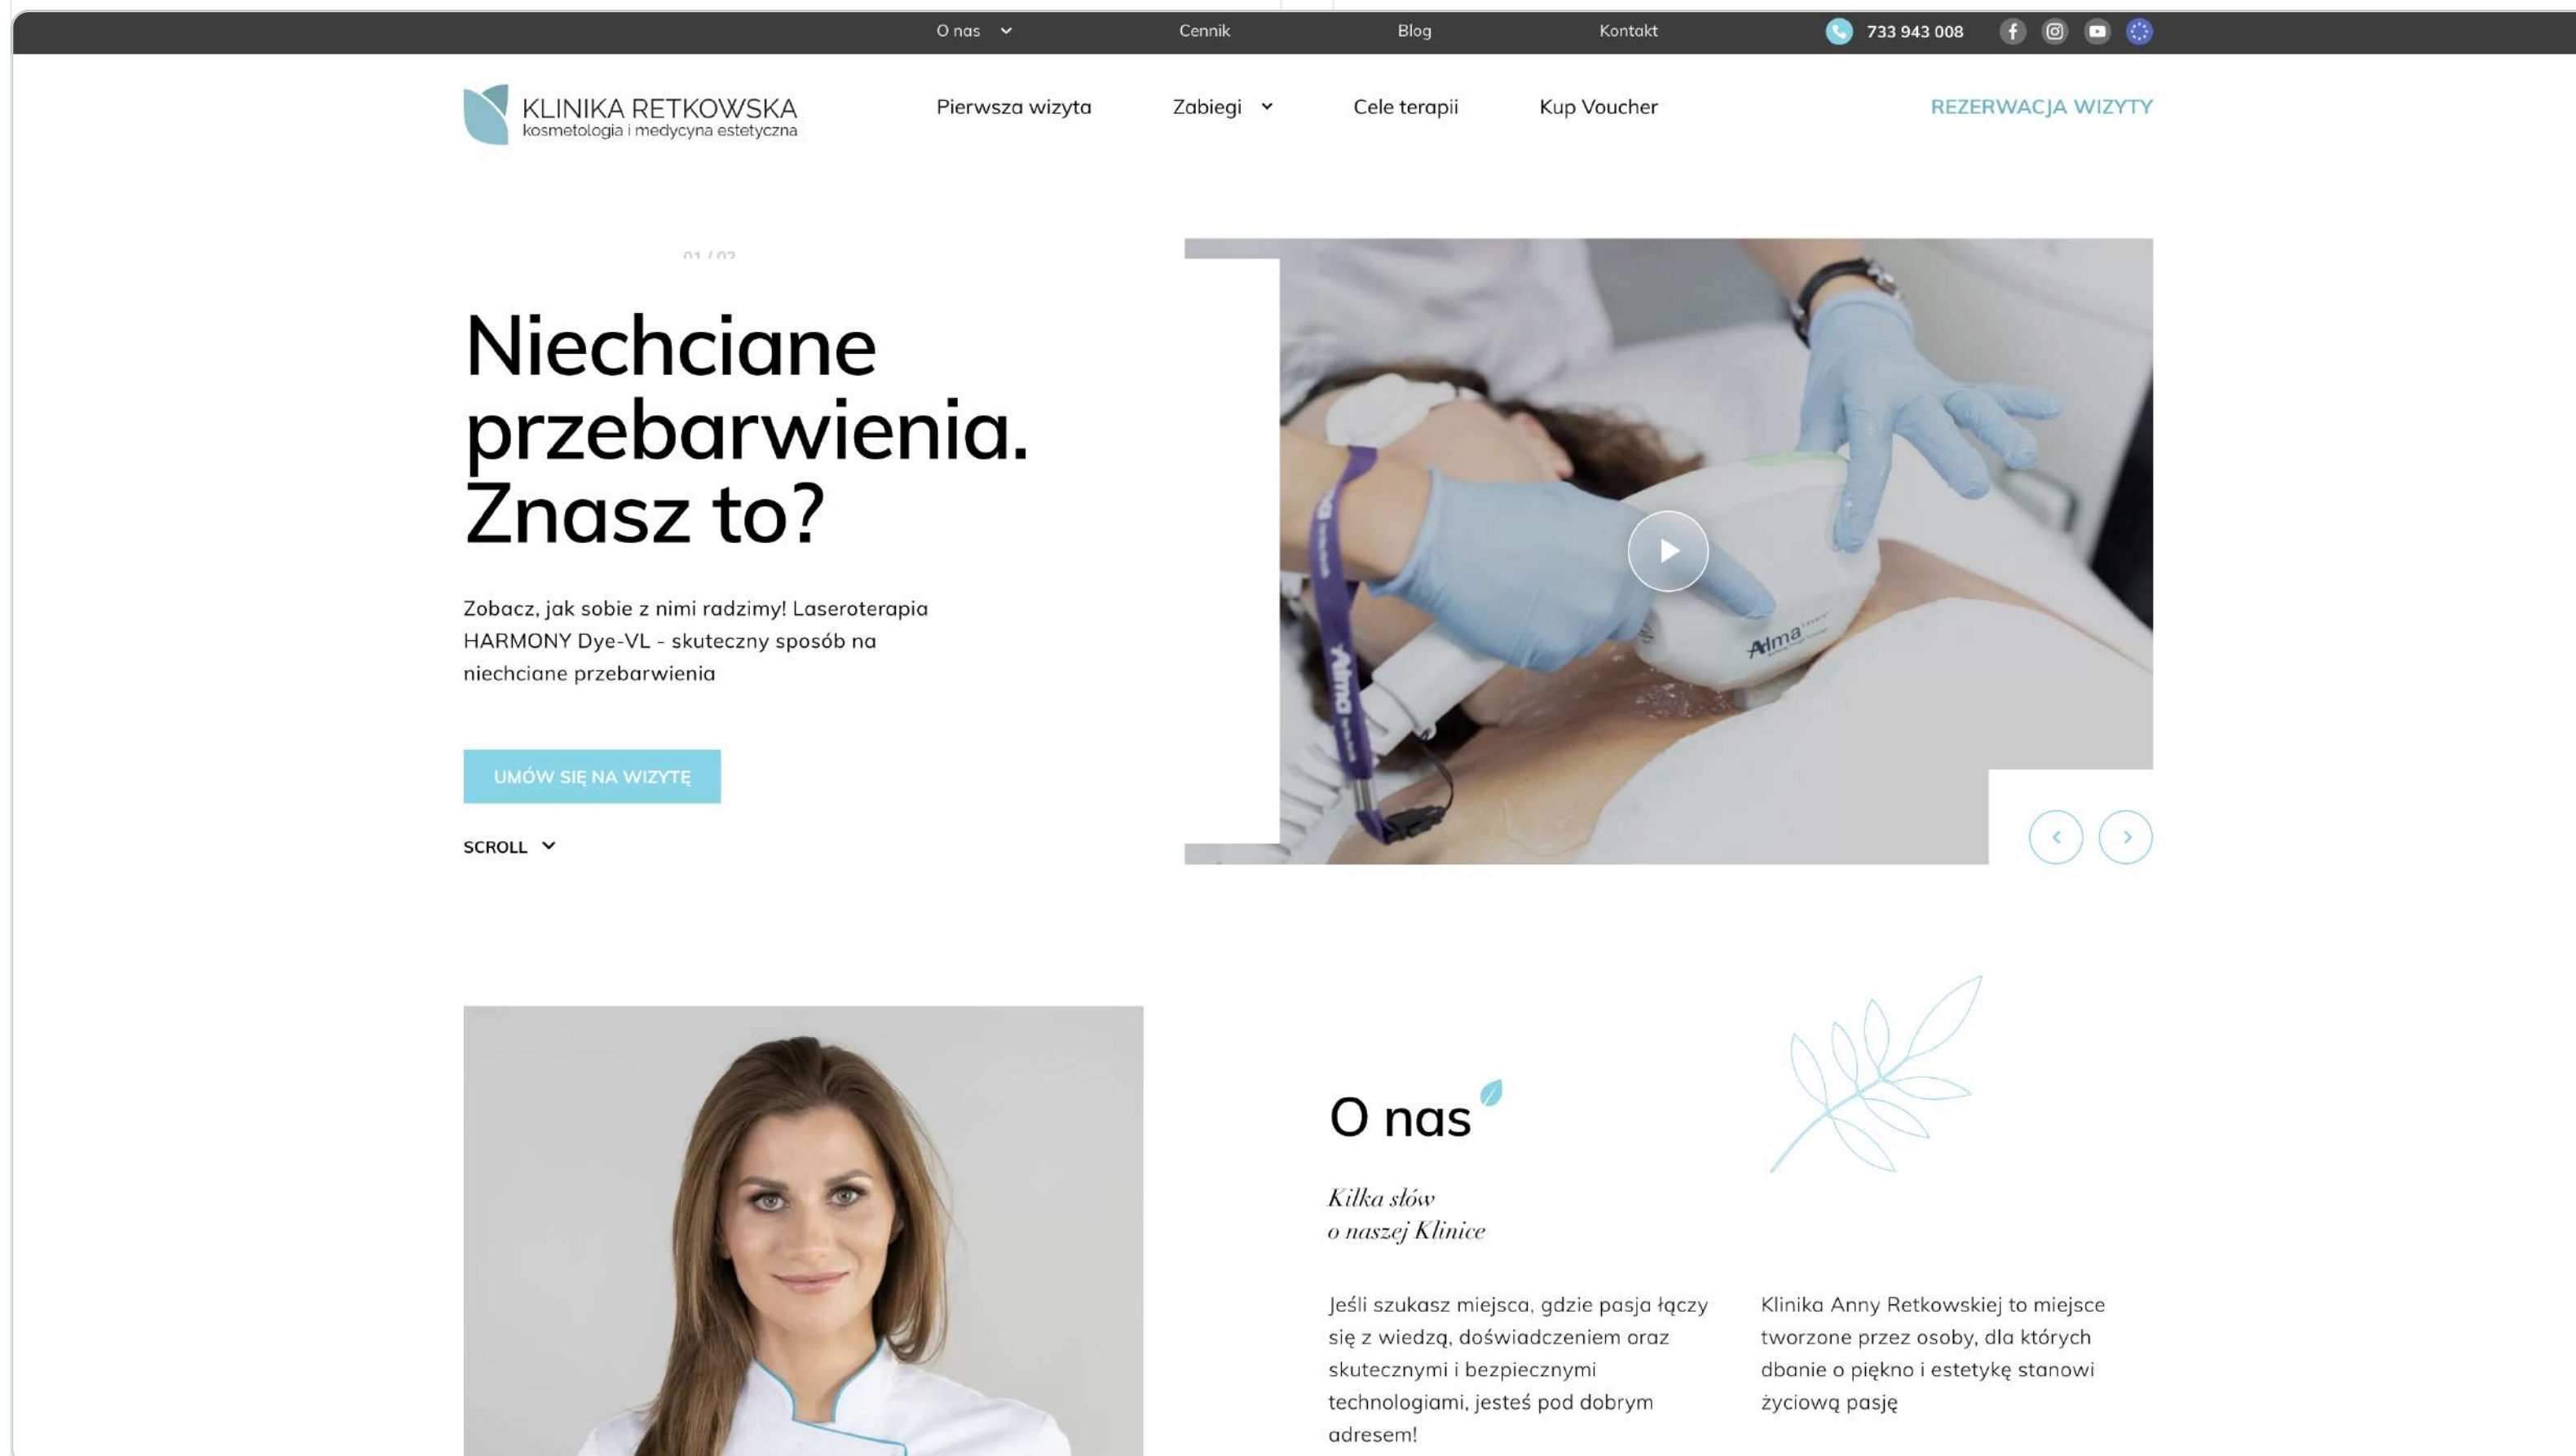 O nas
Cennik
Blog
Kontakt
733 943 008
KLINIKA RETKOWSKA
kosmetologia i medycyna estetyczna
Pierwsza wizyta
Zabiegi
Cele terapii
Kup Voucher
REZERWACJA WIZYTY
01 / 02
Niechciane
przebarwienia.
Znasz to?
Zobacz, jak sobie z nimi radzimy! Laseroterapia
HARMONY Dye-VL - skuteczny sposób na
niechciane przebarwienia
UMÓW SIĘ NA WIZYTĘ
SCROLL
Alma
Alma
O nas
Kilka słów
o naszej Klinice
Jeśli szukasz miejsca, gdzie pasja łączy
się z wiedzą, doświadczeniem oraz
skutecznymi i bezpiecznymi
technologiami, jesteś pod dobrym
adresem!
Klinika Anny Retkowskiej to miejsce
tworzone przez osoby, dla których
dbanie o piękno i estetykę stanowi
życiową pasję